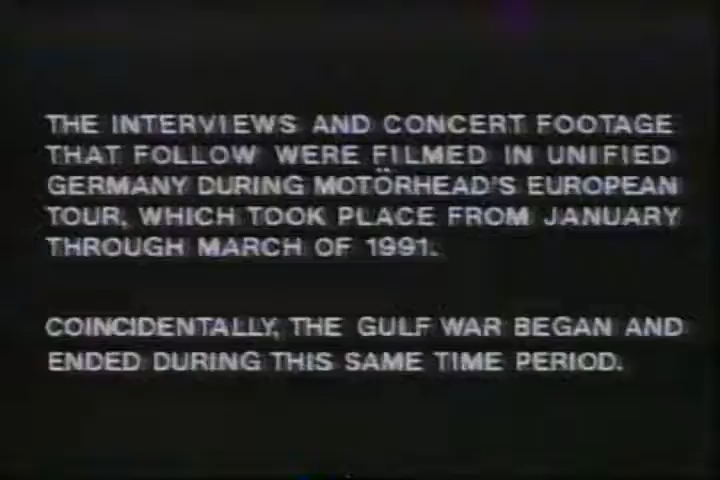 THE INTERVIEWS AND CONCERT FOOTAGE
THAT FOLLOW WERE FILMED IN UNIFIED
GERMANY DURING MOTÖRHEAD'S EUROPEAN
TOUR, WHICH TOOK PLACE FROM JANUARY
THROUGH MARCH OF 1991.
COINCIDENTALLY, THE GULF WAR BEGAN AND
ENDED DURING THIS SAME TIME PERIOD.